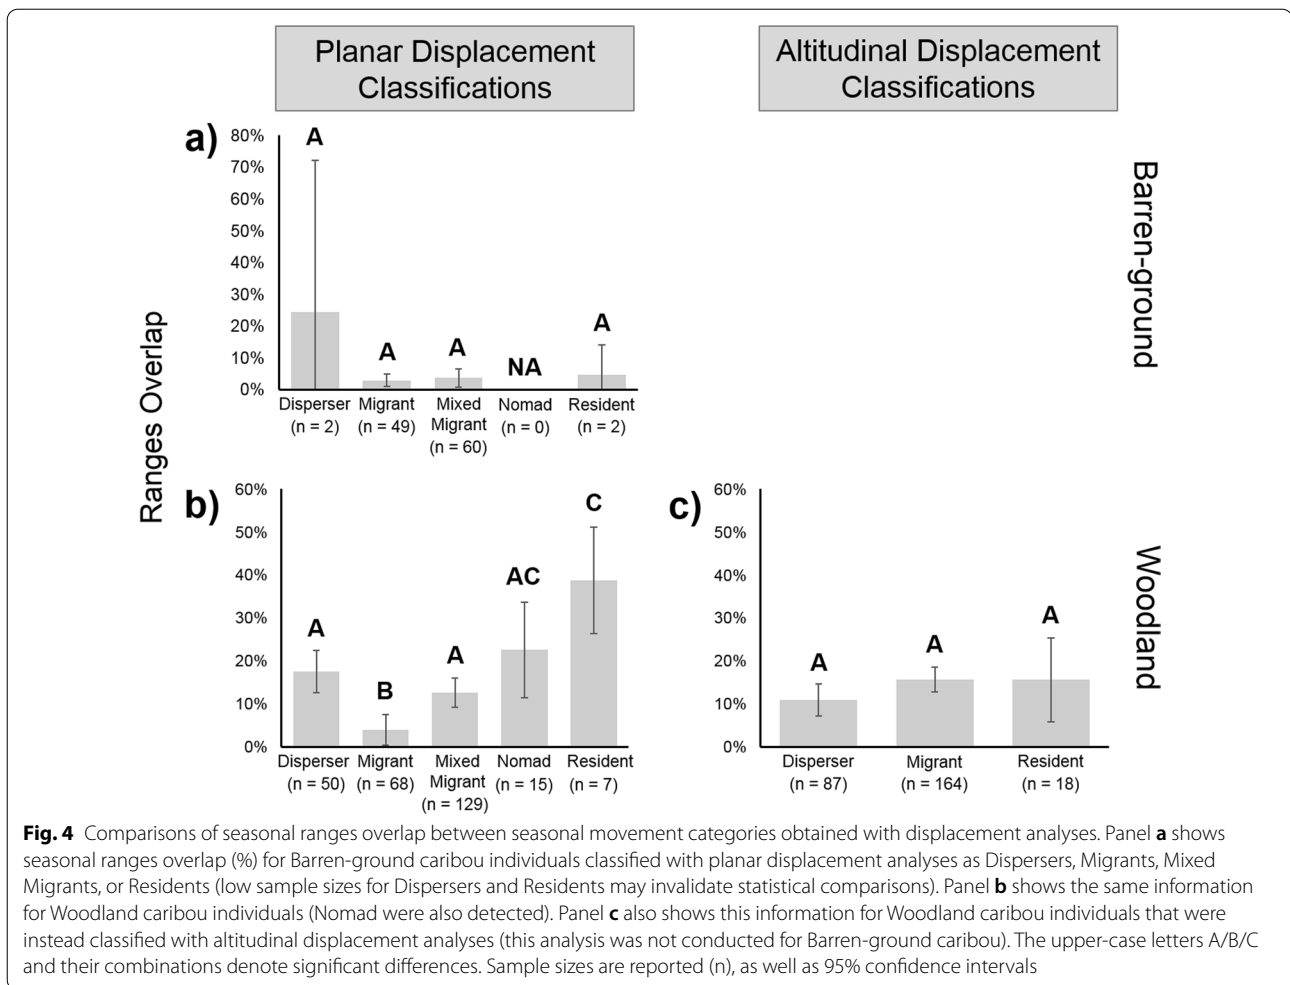 Planar Displacement
Classifications
Altitudinal Displacement
Classifications
a)
80%
70%
60%
50%
40%
30%
20%
10%
0%
A
A
A
NA
A
Disperser
(n = 2)
Migrant
(n = 49)
Mixed
Migrant
(n = 60)
Nomad
(n = 0)
Resident
(n = 2)
Barren-ground
Ranges Overlap
b)
60%
50%
40%
30%
20%
10%
0%
A
B
A
AC
C
Disperser
(n = 50)
Migrant
(n = 68)
Mixed
Migrant
(n = 129)
Nomad
(n = 15)
Resident
(n = 7)
c)
60%
50%
40%
30%
20%
10%
0%
A
A
A
Disperser
(n = 87)
Migrant
(n = 164)
Resident
(n = 18)
Woodland
Fig. 4 Comparisons of seasonal ranges overlap between seasonal movement categories obtained with displacement analyses. Panel a shows
seasonal ranges overlap (%) for Barren-ground caribou individuals classified with planar displacement analyses as Dispersers, Migrants, Mixed
Migrants, or Residents (low sample sizes for Dispersers and Residents may invalidate statistical comparisons). Panel b shows the same information
for Woodland caribou individuals (Nomad were also detected). Panel c also shows this information for Woodland caribou individuals that were
instead classified with altitudinal displacement analyses (this analysis was not conducted for Barren-ground caribou). The upper-case letters A/B/C
and their combinations denote significant differences. Sample sizes are reported (n), as well as 95% confidence intervals